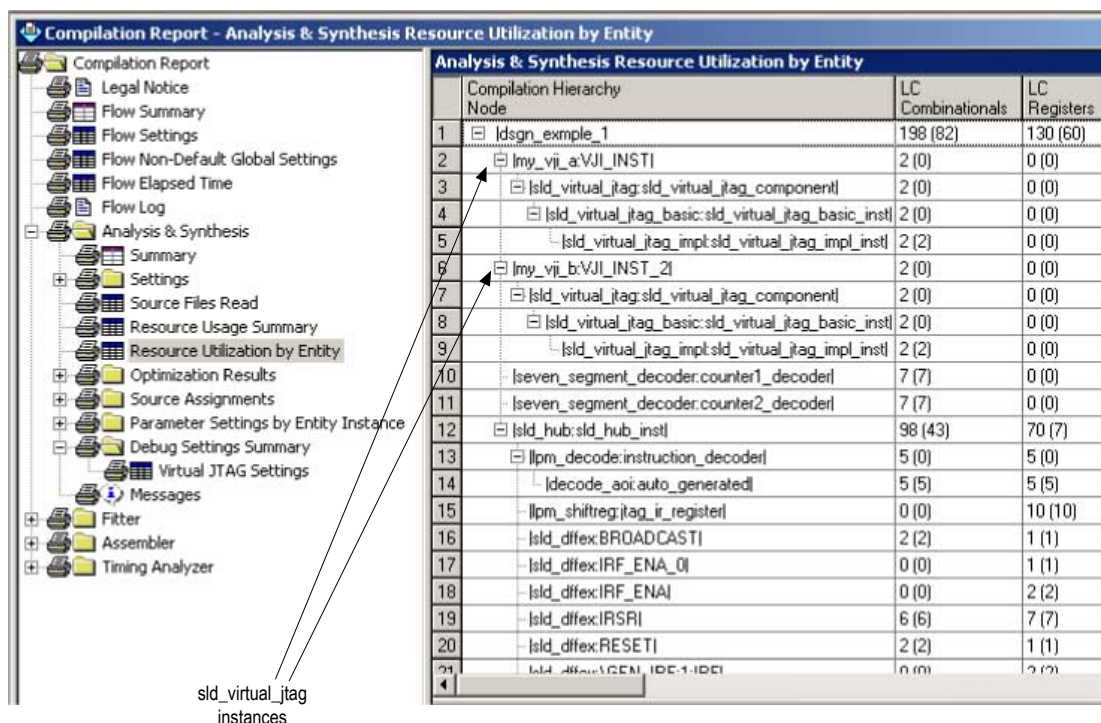 Compilation Report - Analysis & Synthesis Resource Utilization by Entity
Compilation Report
Legal Notice
Flow Summary
Flow Settings
Flow Non-Default Global Settings
Flow Elapsed Time
Flow Log
Analysis & Synthesis
Summary
Settings
Source Files Read
Resource Usage Summary
Resource Utilization by Entity
Optimization Results
Source Assignments
Parameter Settings by Entity Instance
Debug Settings Summary
Virtual JTAG Settings
Messages
Fitter
Assembler
Timing Analyzer
Analysis & Synthesis Resource Utilization by Entity
Compilation Hierarchy Node LC Combinationals LC Registers
1 |dsgn_exmple_1 198 (82) 130 (60)
2 |my_vji_a:VJI_INST| 2 (0) 0 (0)
3 |sld_virtual_jtag:sld_virtual_jtag_component| 2 (0) 0 (0)
4 |sld_virtual_jtag_basic:sld_virtual_jtag_basic_inst| 2 (0) 0 (0)
5 |sld_virtual_jtag_impl:sld_virtual_jtag_impl_inst| 2 (2) 0 (0)
6 |my_vji_b:VJI_INST_2| 2 (0) 0 (0)
7 |sld_virtual_jtag:sld_virtual_jtag_component| 2 (0) 0 (0)
8 |sld_virtual_jtag_basic:sld_virtual_jtag_basic_inst| 2 (0) 0 (0)
9 |sld_virtual_jtag_impl:sld_virtual_jtag_impl_inst| 2 (2) 0 (0)
10 |seven_segment_decoder:counter1_decoder| 7 (7) 0 (0)
11 |seven_segment_decoder:counter2_decoder| 7 (7) 0 (0)
12 |sld_hub:sld_hub_inst| 98 (43) 70 (7)
13 |lpm_decode:instruction_decoder| 5 (0) 5 (0)
14 |decode_aoi:auto_generated| 5 (5) 5 (5)
15 |lpm_shiftreg:jtag_ir_register| 0 (0) 10 (10)
16 |sld_dffex:BROADCAST| 2 (2) 1 (1)
17 |sld_dffex:IRF_ENA_0| 0 (0) 1 (1)
18 |sld_dffex:IRF_ENA| 0 (0) 2 (2)
19 |sld_dffex:IRSR| 6 (6) 7 (7)
20 |sld_dffex:RESET| 2 (2) 1 (1)
21 |sld_dffex:\GEN_IRF:1:IRF| 0 (0) 2 (2)
sld_virtual_jtag
instances